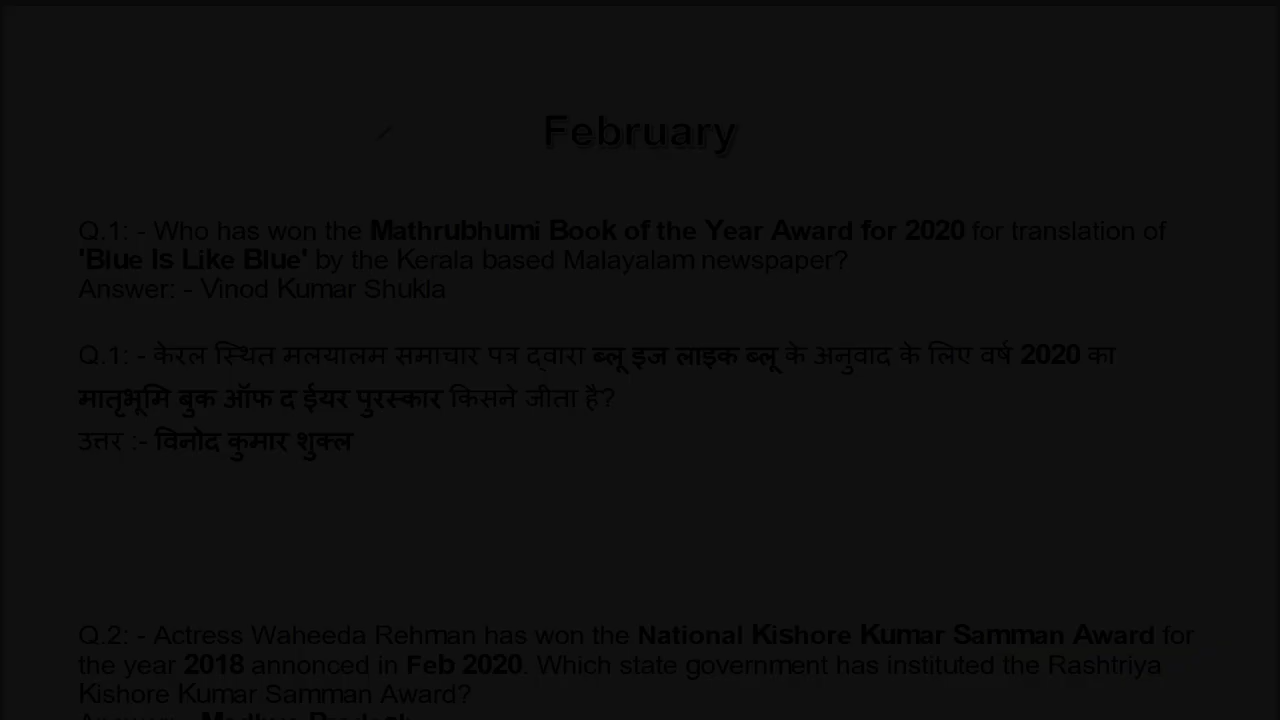 February
Q.1: - Who has won the Mathrubhumi Book of the Year Award for 2020 for translation of
'Blue Is Like Blue' by the Kerala based Malayalam newspaper?
Answer: - Vinod Kumar Shukla
Q.1: - केरल स्थित मलयालम समाचार पत्र द्वारा ब्लू इज लाइक ब्लू के अनुवाद के लिए वर्ष 2020 का
मातृभूमि बुक ऑफ द ईयर पुरस्कार किसने जीता है?
उत्तर :- विनोद कुमार शुक्ल
Q.2: - Actress Waheeda Rehman has won the National Kishore Kumar Samman Award for
the year 2018 annonced in Feb 2020. Which state government has instituted the Rashtriya
Kishore Kumar Samman Award?
Answer: - Madhya Pradesh